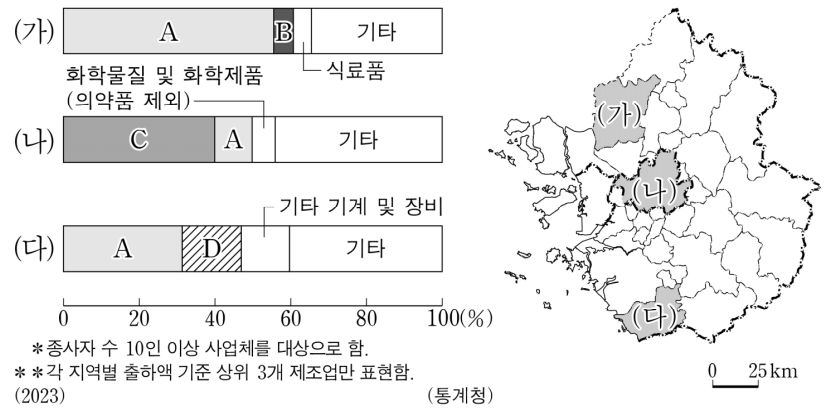 (가) A B 기타
식료품
화학물질 및 화학제품
(의약품 제외)
(나) C A 기타
기타 기계 및 장비
(다) A D 기타
0 20 40 60 80 100(%)
*종사자 수 10인 이상 사업체를 대상으로 함.
**각 지역별 출하액 기준 상위 3개 제조업만 표현함.
(2023) (통계청)
(가)
(나)
(다)
0 25km